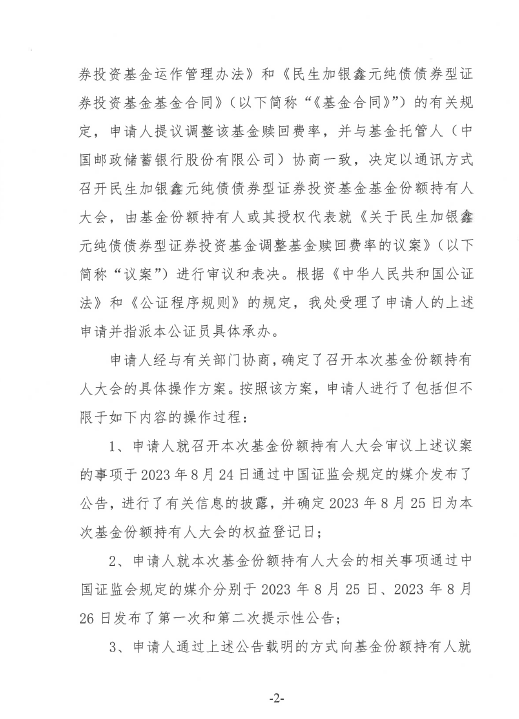 券投资基金运作管理办法》和《民生加银鑫元纯债债券型证
券投资基金基金合同》（以下简称“《基金合同》”）的有关规
定，申请人提议调整该基金赎回费率，并与基金托管人（中
国邮政储蓄银行股份有限公司）协商一致，决定以通讯方式
召开民生加银鑫元纯债债券型证券投资基金基金份额持有人
大会，由基金份额持有人或其授权代表就《关于民生加银鑫
元纯债债券型证券投资基金调整基金赎回费率的议案》（以下
简称“议案”）进行审议和表决。根据《中华人民共和国公证
法》和《公证程序规则》的规定，我处受理了申请人的上述
申请并指派本公证员具体承办。
申请人经与有关部门协商，确定了召开本次基金份额持有
人大会的具体操作方案。按照该方案，申请人进行了包括但不
限于如下内容的操作过程：
1、申请人就召开本次基金份额持有人大会审议上述议案
的事项于2023年8月24日通过中国证监会规定的媒介发布了
公告，进行了有关信息的披露，并确定2023年8月25日为本
次基金份额持有人大会的权益登记日；
2、申请人就本次基金份额持有人大会的相关事项通过中
国证监会规定的媒介分别于2023年8月25日、2023年8月
26日发布了第一次和第二次提示性公告；
3、申请人通过上述公告载明的方式向基金份额持有人就
-2-